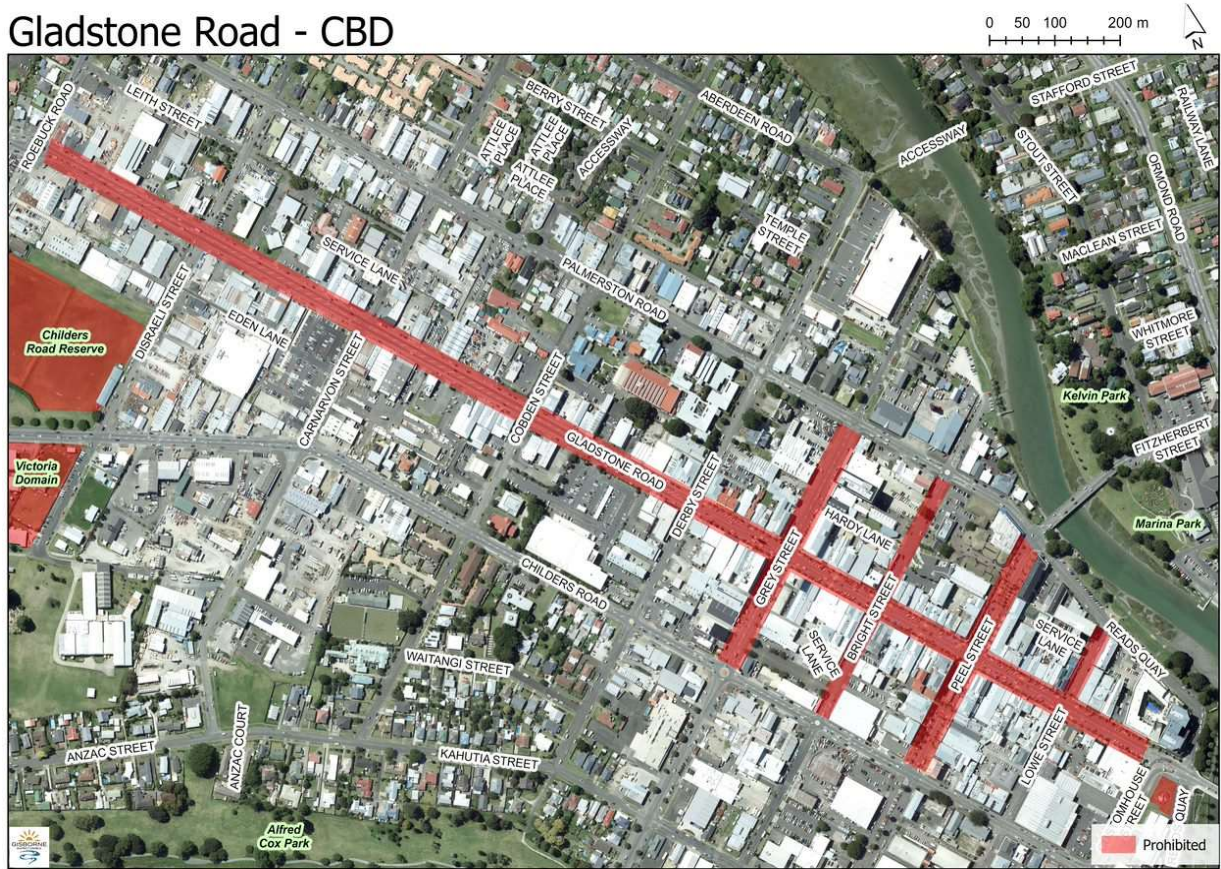 Gladstone Road - CBD
0 50 100 200 m
N
ROEBUCK ROAD
LEITH STREET
BERRY STREET
ABERDEEN ROAD
STAFFORD STREET
RAILWAY LANE
ATTLEE
PLACE
ATTLEE
PLACE
ATTLEE
PLACE
ACCESSWAY
ACCESSWAY
STOUT STREET
ORMOND ROAD
TEMPLE
STREET
MACLEAN STREET
SERVICE LANE
PALMERSTON ROAD
DISRAELI STREET
EDEN LANE
WHITMORE
STREET
Childers
Road Reserve
CARNARVON STREET
COBDEN STREET
Kelvin Park
FITZHERBERT
STREET
GLADSTONE ROAD
Victoria
Domain
DERBY STREET
HARDY LANE
Marina Park
GREY STREET
CHILDERS ROAD
BRIGHT STREET
SERVICE
LANE
PEEL STREET
SERVICE
LANE
READS QUAY
WAITANGI STREET
ANZAC STREET
ANZAC COURT
KAHUTIA STREET
LOWE STREET
OMHOUSE
REET
QUAY
Alfred
Cox Park
GISBORNE
Prohibited